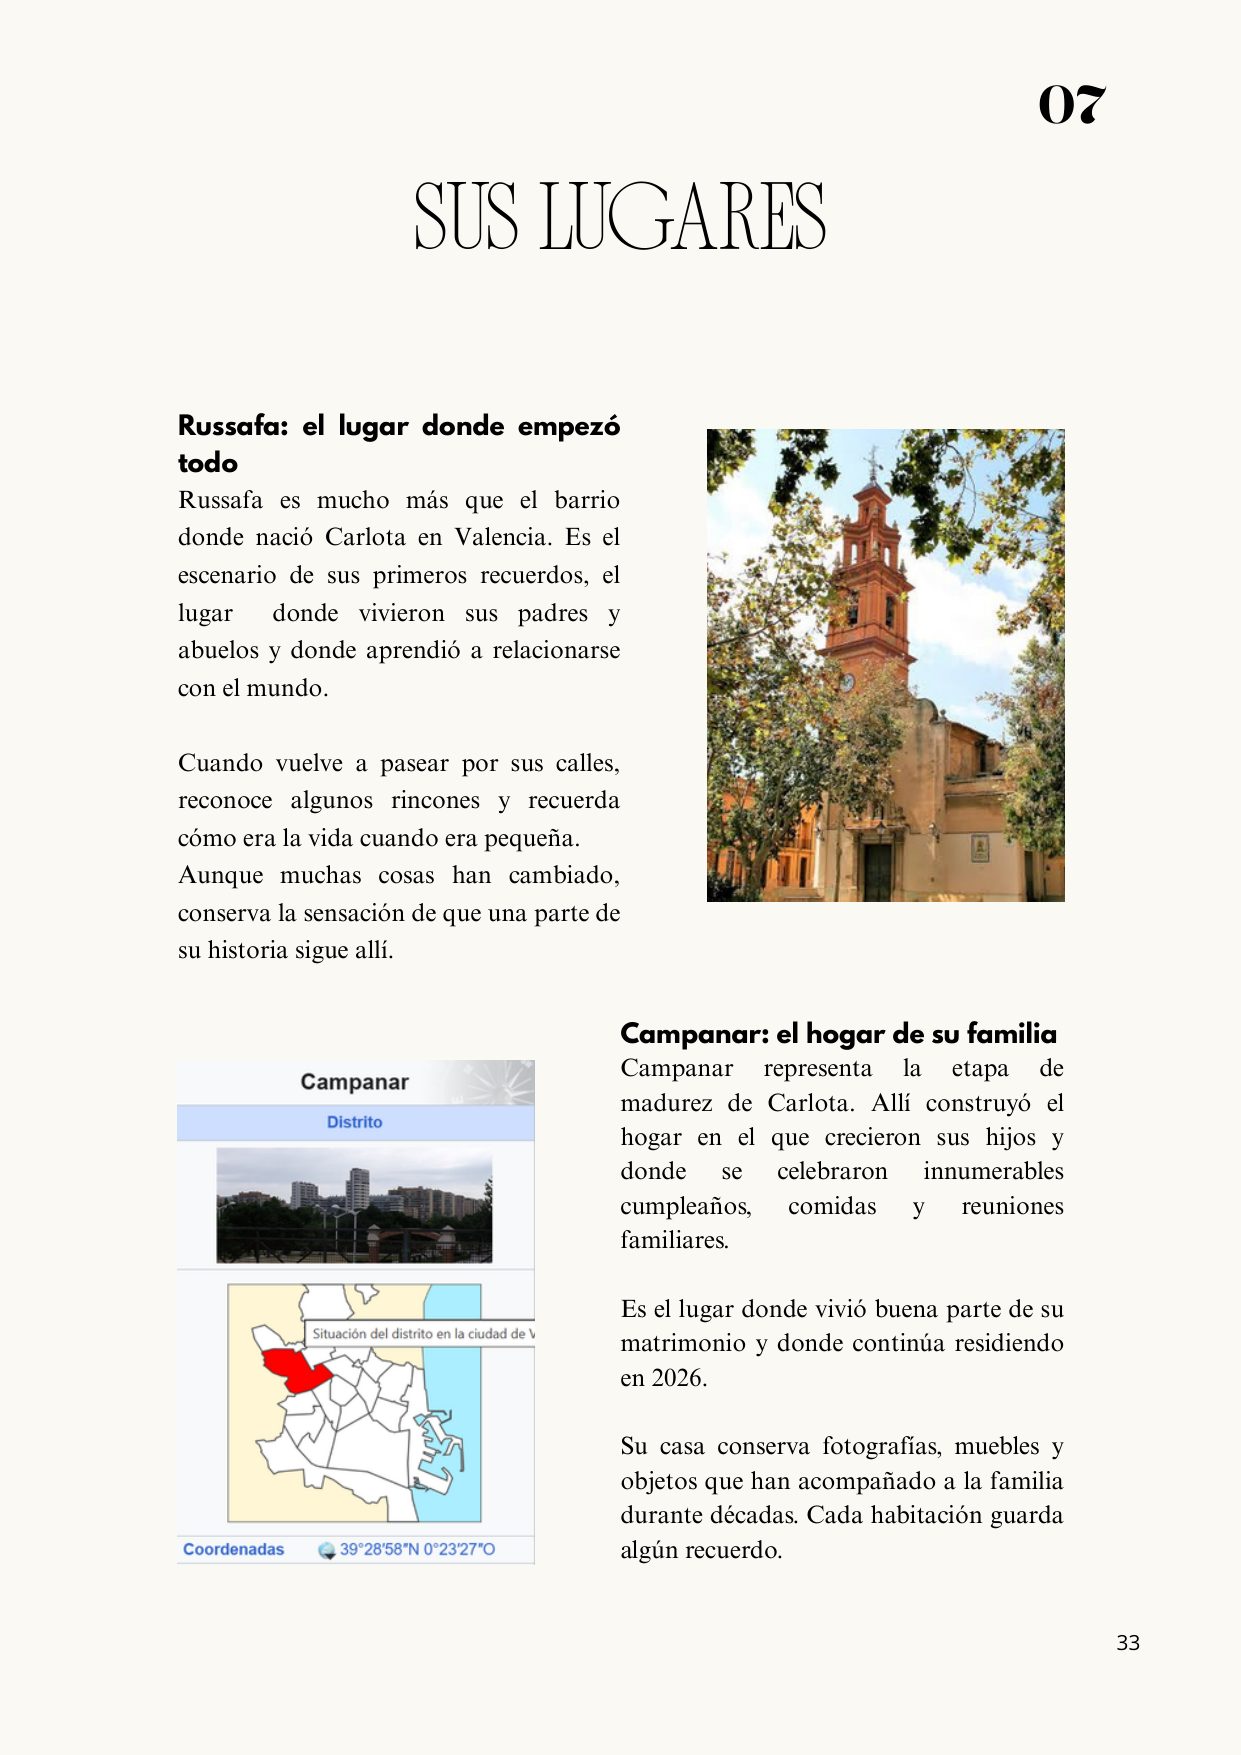 07
SUS LUGARES
Russafa: el lugar donde empezó
todo
Russafa es mucho más que el barrio
donde nació Carlota en Valencia. Es el
escenario de sus primeros recuerdos, el
lugar donde vivieron sus padres y
abuelos y donde aprendió a relacionarse
con el mundo.
Cuando vuelve a pasear por sus calles,
reconoce algunos rincones y recuerda
cómo era la vida cuando era pequeña.
Aunque muchas cosas han cambiado,
conserva la sensación de que una parte de
su historia sigue allí.
Campanar
Distrito
Situación del distrito en la ciudad de V
Coordenadas 39°28′58″N 0°23′27″O
Campanar: el hogar de su familia
Campanar representa la etapa de
madurez de Carlota. Allí construyó el
hogar en el que crecieron sus hijos y
donde se celebraron innumerables
cumpleaños, comidas y reuniones
familiares.
Es el lugar donde vivió buena parte de su
matrimonio y donde continúa residiendo
en 2026.
Su casa conserva fotografías, muebles y
objetos que han acompañado a la familia
durante décadas. Cada habitación guarda
algún recuerdo.
33